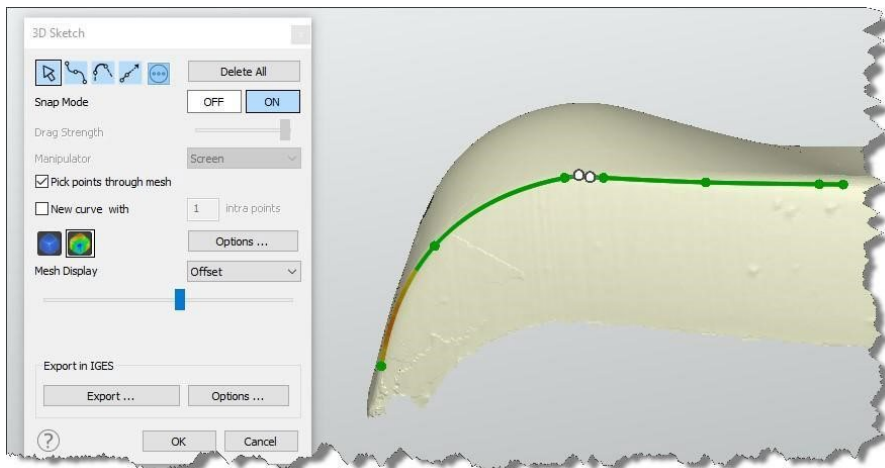 3D Sketch
Delete All
Snap Mode OFF ON
Drag Strength
Manipulator Screen
Pick points through mesh
New curve with 1 intra points
Options ...
Mesh Display Offset
Export in IGES
Export ... Options ...
? OK Cancel